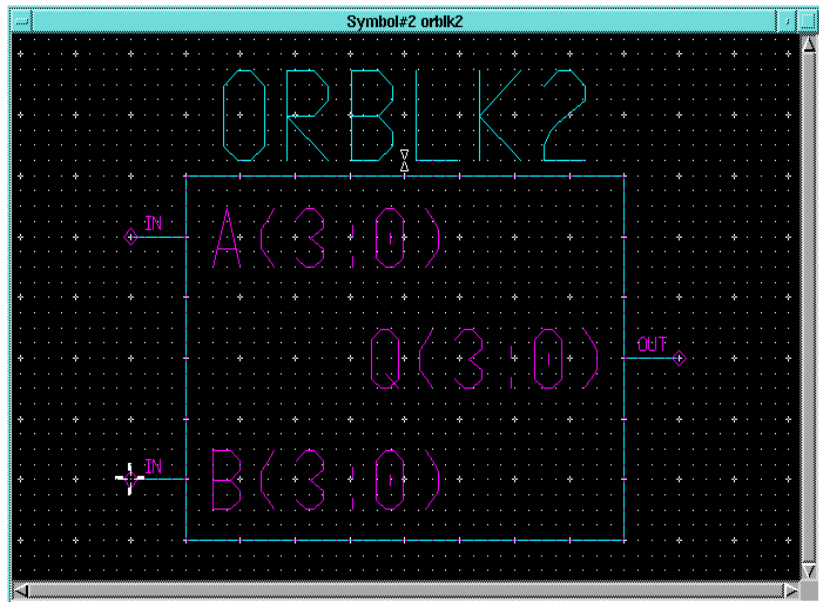 Symbol#2 orblk2
ORBLK2
IN
A(3:0)
Q(3:0)
OUT
IN
B(3:0)